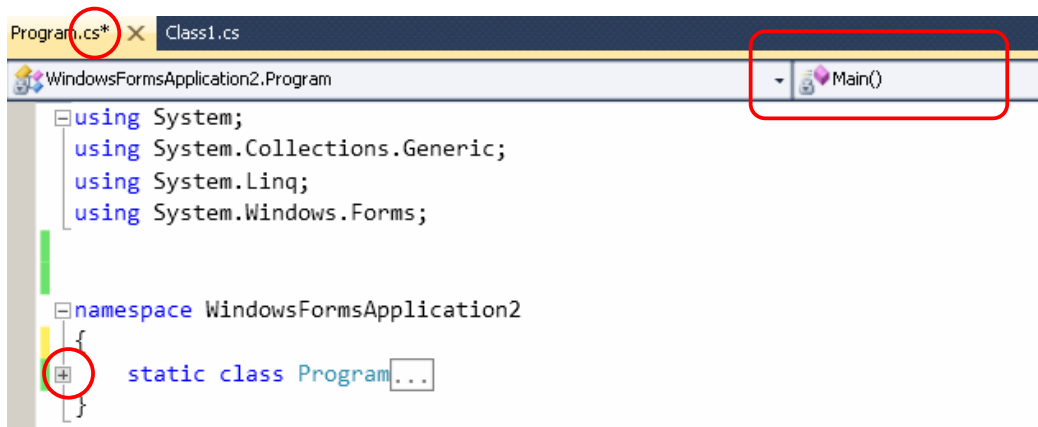 Program.cs* Class1.cs
WindowsFormsApplication2.Program Main()
using System;
using System.Collections.Generic;
using System.Linq;
using System.Windows.Forms;
namespace WindowsFormsApplication2
{
static class Program...
}